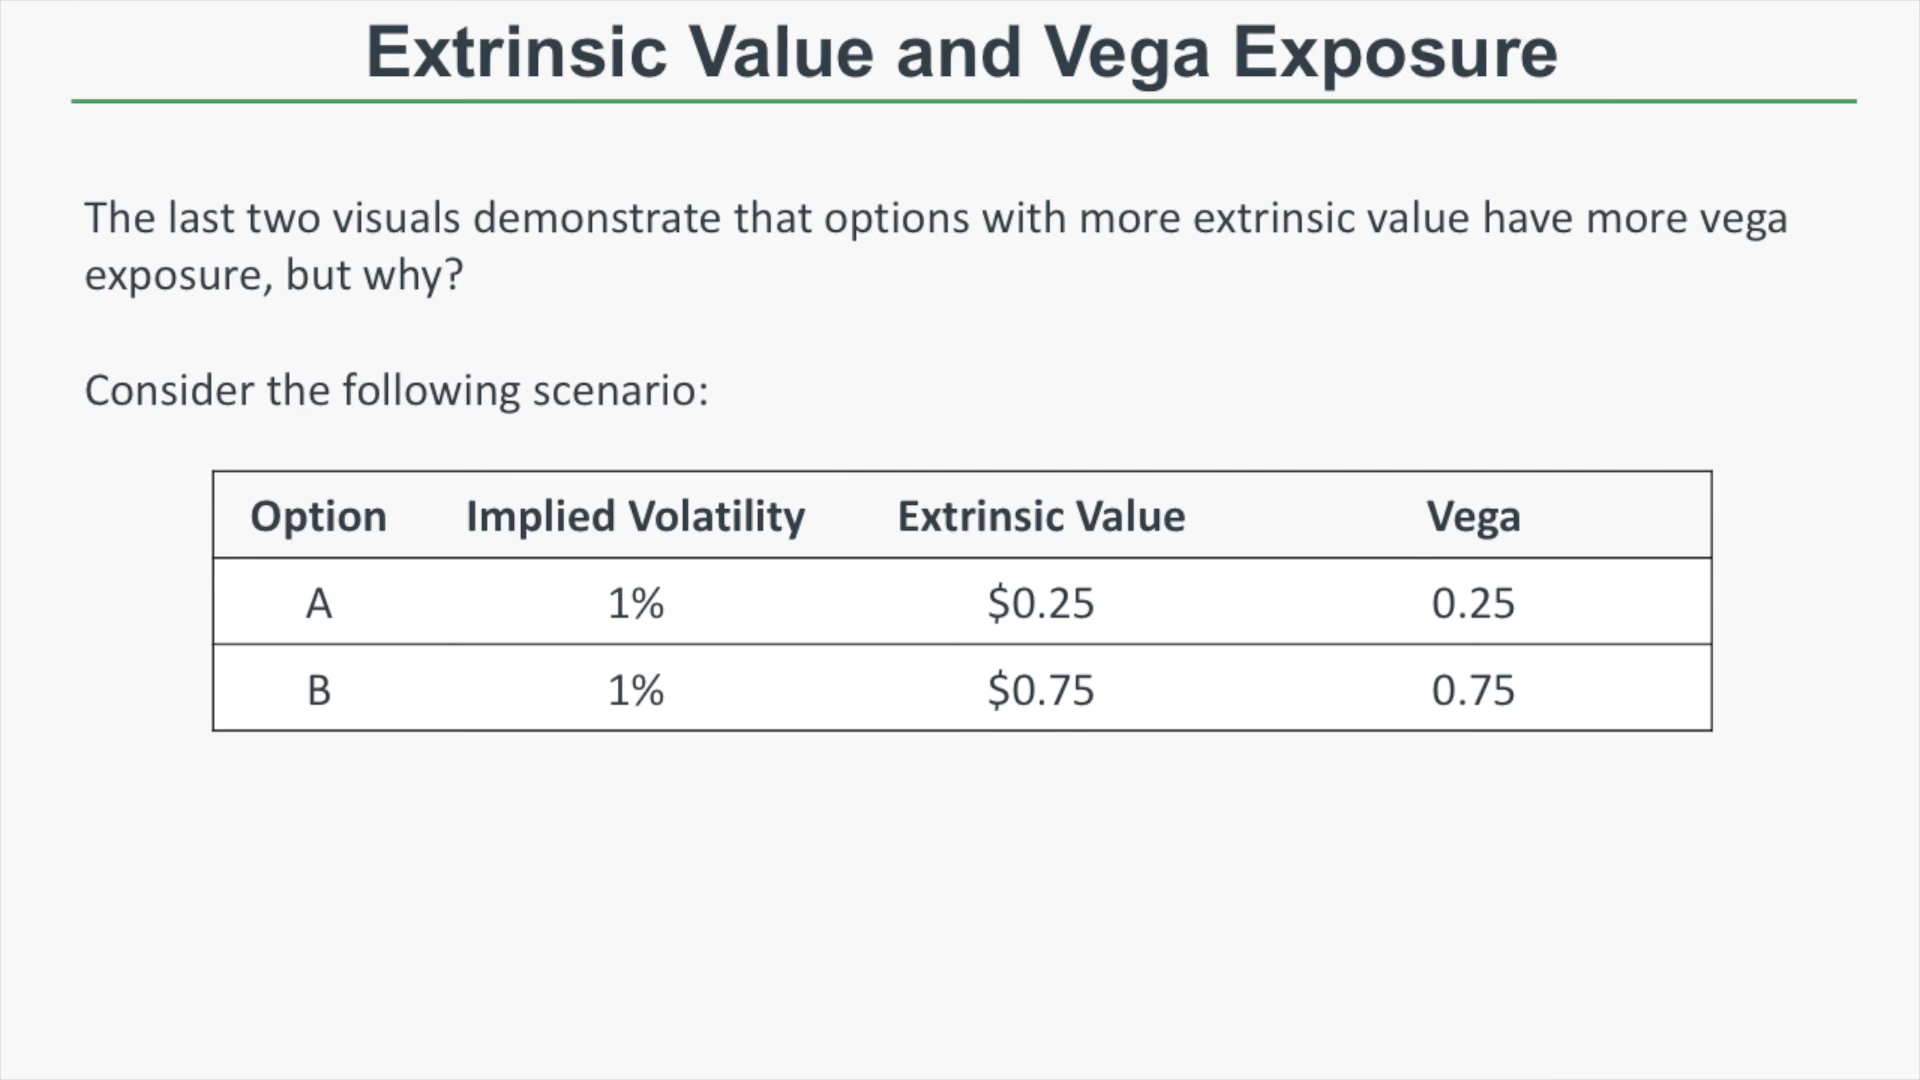 Extrinsic Value and Vega Exposure
The last two visuals demonstrate that options with more extrinsic value have more vega
exposure, but why?
Consider the following scenario:
Option Implied Volatility Extrinsic Value Vega
A 1% $0.25 0.25
B 1% $0.75 0.75